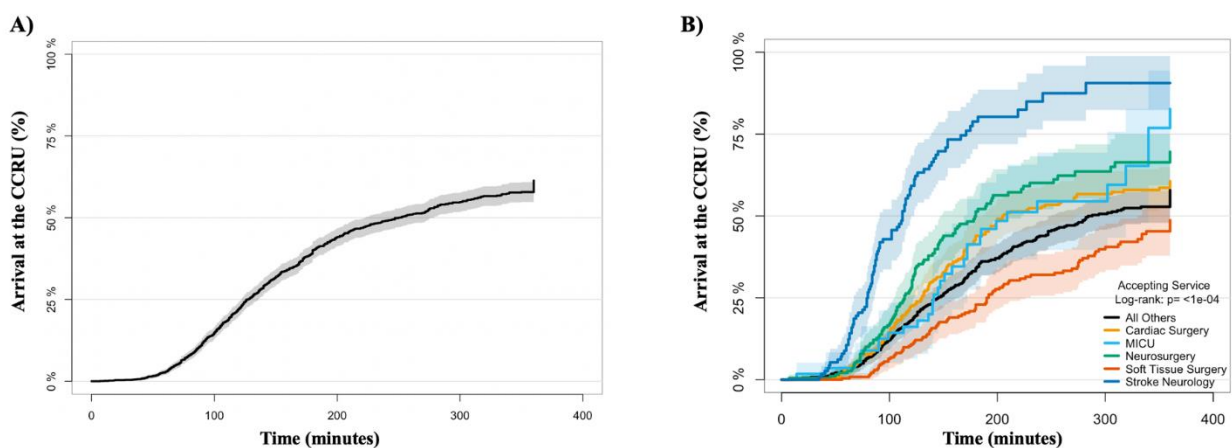 A)
100 %
75 %
50 %
25 %
0 %
Arrival at the CCRU (%)
0
100
200
300
400
Time (minutes)
B)
100 %
75 %
50 %
25 %
0 %
Arrival at the CCRU (%)
0
100
200
300
400
Time (minutes)
Accepting Service
Log-rank: p= <1e-04
All Others
Cardiac Surgery
MICU
Neurosurgery
Soft Tissue Surgery
Stroke Neurology